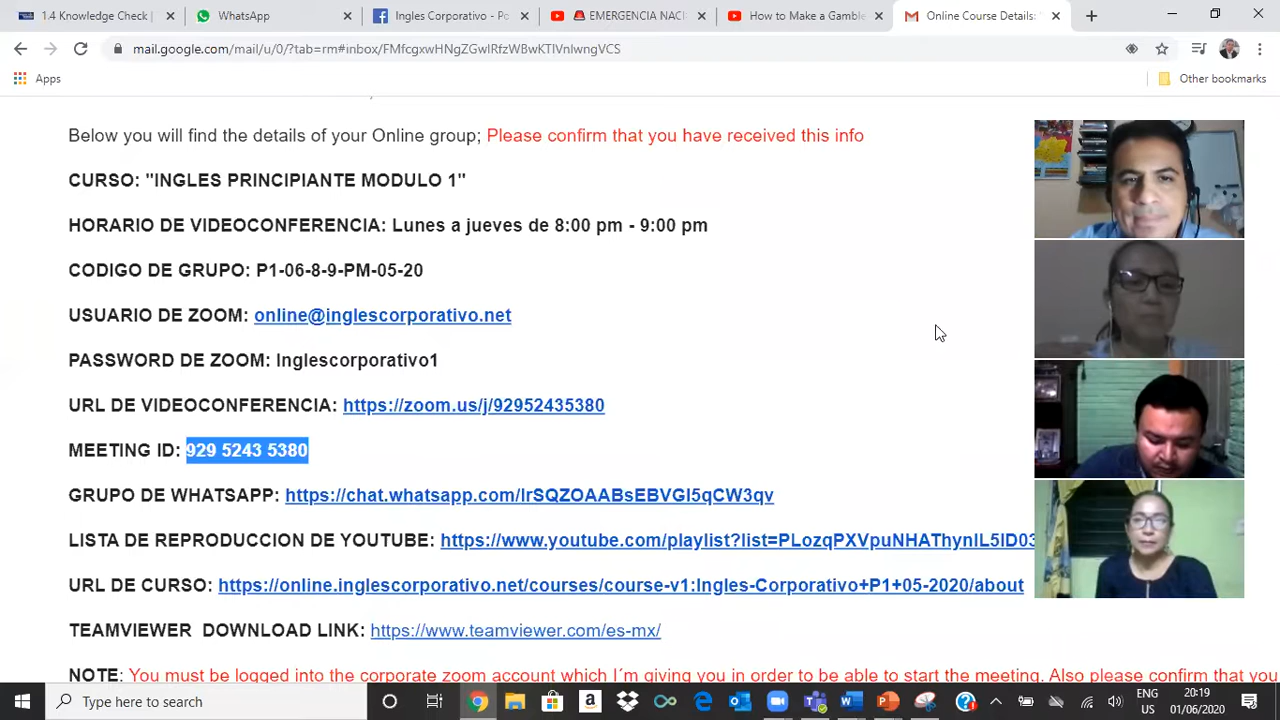 1.4 Knowledge Check |
WhatsApp
Ingles Corporativo - Po
EMERGENCIA NACI
How to Make a Gamble
Online Course Details:
mail.google.com/mail/u/0/?tab=rm#inbox/FMfcgxwHNgZGwlRfzWBwKTlVnlwngVCS
Apps
Other bookmarks
Below you will find the details of your Online group; Please confirm that you have received this info
CURSO: "INGLES PRINCIPIANTE MODULO 1"
HORARIO DE VIDEOCONFERENCIA: Lunes a jueves de 8:00 pm - 9:00 pm
CODIGO DE GRUPO: P1-06-8-9-PM-05-20
USUARIO DE ZOOM: online@inglescorporativo.net
PASSWORD DE ZOOM: Inglescorporativo1
URL DE VIDEOCONFERENCIA: https://zoom.us/j/92952435380
MEETING ID: 929 5243 5380
GRUPO DE WHATSAPP: https://chat.whatsapp.com/IrSQZOAABsEBVGI5qCW3qv
LISTA DE REPRODUCCION DE YOUTUBE: https://www.youtube.com/playlist?list=PLozqPXVpuNHAThynIL5ID03
URL DE CURSO: https://online.inglescorporativo.net/courses/course-v1:Ingles-Corporativo+P1+05-2020/about
TEAMVIEWER DOWNLOAD LINK: https://www.teamviewer.com/es-mx/
NOTE: You must be logged into the corporate zoom account which I´m giving you in order to be able to start the meeting. Also please confirm that you
Type here to search
ENG
20:19
01/06/2020